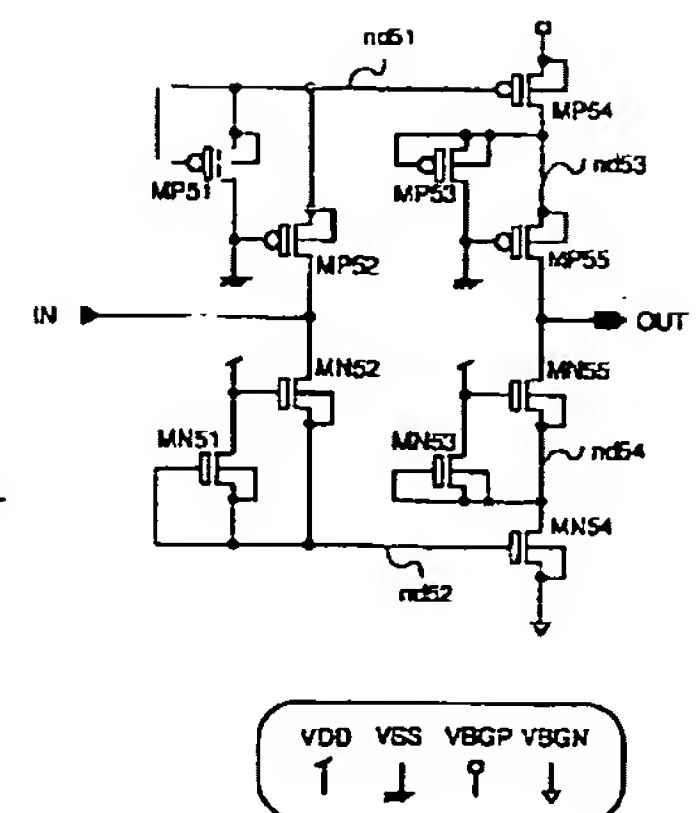 nd51
MP54
MP51
MP53
nd53
MP52
MP55
IN
OUT
MN52
MN55
MN51
MN53
nd54
MN54
nd52
VDD VSS VBGP VBGN